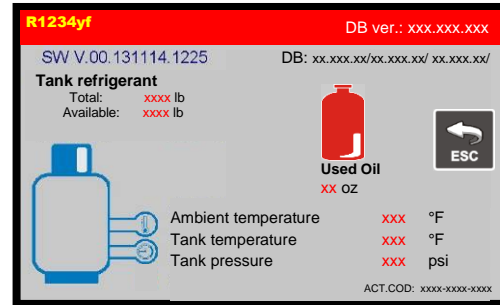 R1234yf
DB ver.: xxx.xxx.xxx
SW V.00.131114.1225
DB: xx.xxx.xx/xx.xxx.xx/ xx.xxx.xx/
Tank refrigerant
Total: xxxx lb
Available: xxxx lb
ESC
Used Oil
xx oz
Ambient temperature xxx °F
Tank temperature xxx °F
Tank pressure xxx psi
ACT.COD: xxxx-xxxx-xxxx